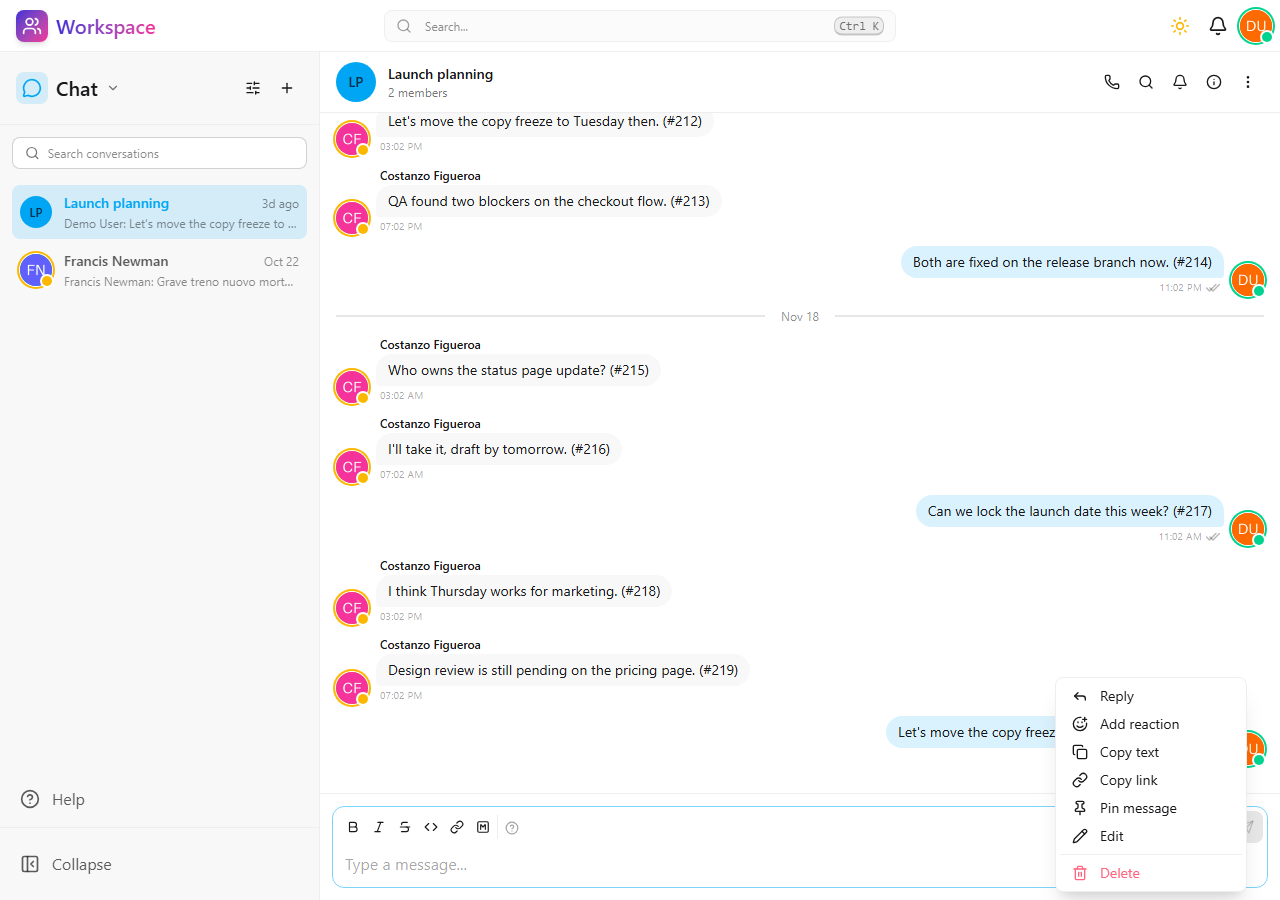 Workspace
Search...
Ctrl K
DU
Chat
Search conversations
LP
Launch planning
3d ago
Demo User: Let's move the copy freeze to ...
FN
Francis Newman
Oct 22
Francis Newman: Grave treno nuovo mort...
Help
Collapse
LP
Launch planning
2 members
Let's move the copy freeze to Tuesday then. (#212)
CF
03:02 PM
Costanzo Figueroa
QA found two blockers on the checkout flow. (#213)
CF
07:02 PM
Both are fixed on the release branch now. (#214)
DU
11:02 PM
Nov 18
Costanzo Figueroa
Who owns the status page update? (#215)
CF
03:02 AM
Costanzo Figueroa
I'll take it, draft by tomorrow. (#216)
CF
07:02 AM
Can we lock the launch date this week? (#217)
DU
11:02 AM
Costanzo Figueroa
I think Thursday works for marketing. (#218)
CF
03:02 PM
Costanzo Figueroa
Design review is still pending on the pricing page. (#219)
CF
07:02 PM
Let's move the copy freez
Reply
Add reaction
Copy text
Copy link
Pin message
Edit
Delete
Type a message...